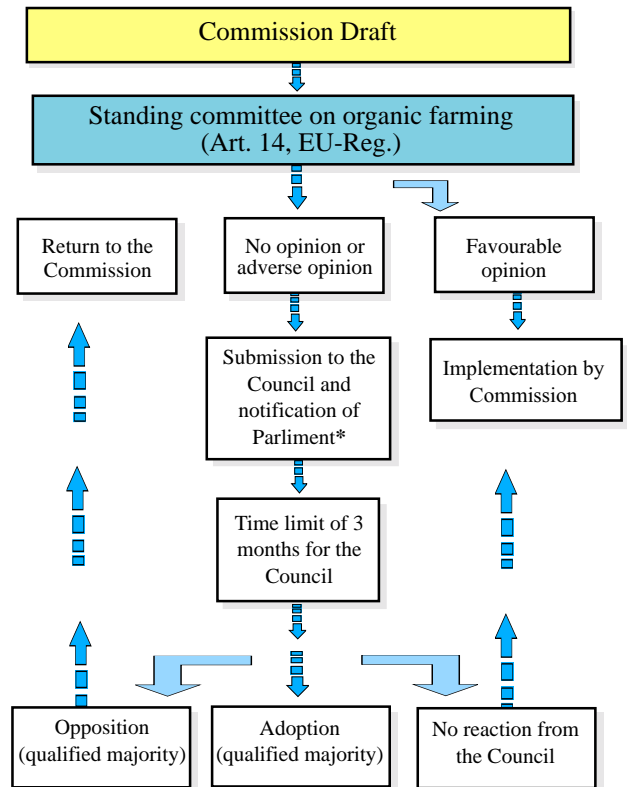 Commission Draft
Standing committee on organic farming
(Art. 14, EU-Reg.)
Return to the
Commission
No opinion or
adverse opinion
Favourable
opinion
Submission to the
Council and
notification of
Parliment*
Implementation by
Commission
Time limit of 3
months for the
Council
Opposition
(qualified majority)
Adoption
(qualified majority)
No reaction from
the Council